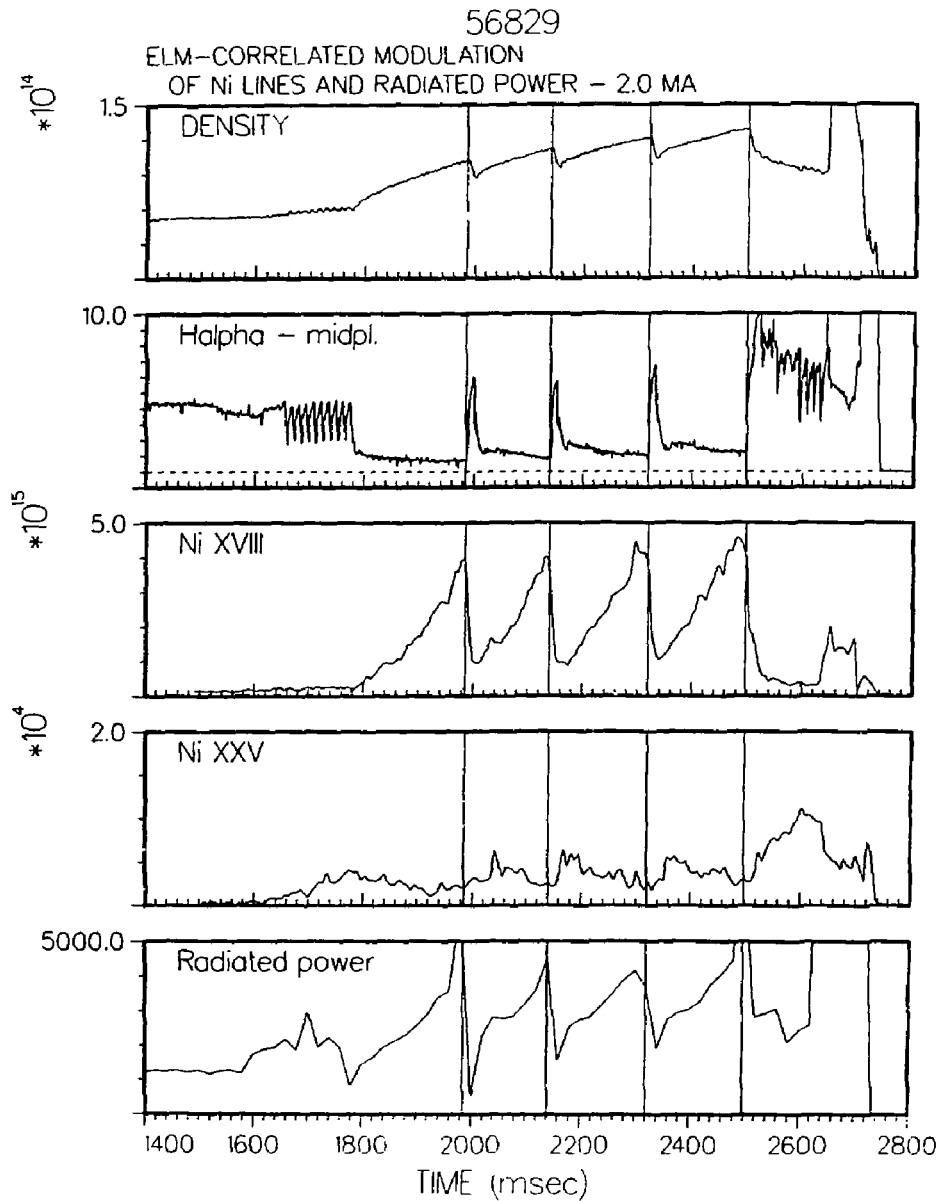 56829
ELM-CORRELATED MODULATION
OF Ni LINES AND RADIATED POWER - 2.0 MA
*10^14
1.5
DENSITY
10.0
Halpha - midpl.
*10^15
5.0
Ni XVIII
*10^4
2.0
Ni XXV
5000.0
Radiated power
1400 1600 1800 2000 2200 2400 2600 2800
TIME (msec)